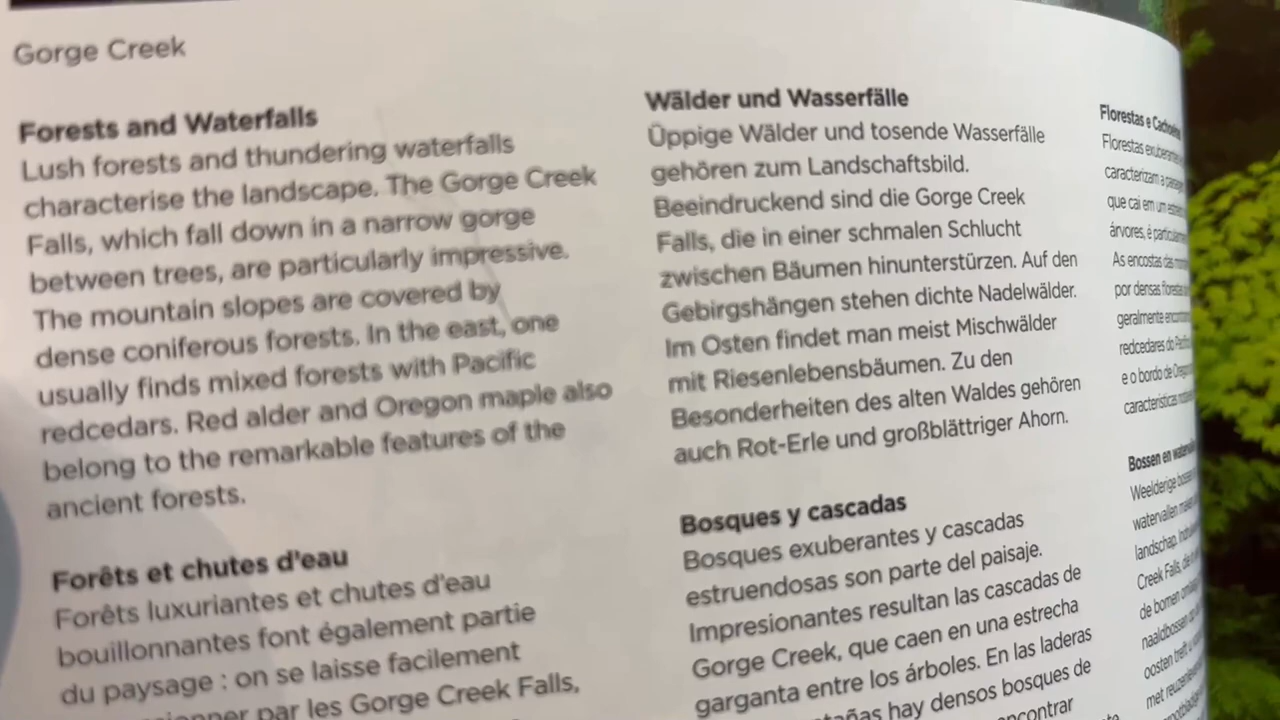 Gorge Creek
Forests and Waterfalls
Lush forests and thundering waterfalls
characterise the landscape. The Gorge Creek
Falls, which fall down in a narrow gorge
between trees, are particularly impressive.
The mountain slopes are covered by
dense coniferous forests. In the east, one
usually finds mixed forests with Pacific
redcedars. Red alder and Oregon maple also
belong to the remarkable features of the
ancient forests.
Forêts et chutes d'eau
Forêts luxuriantes et chutes d'eau
bouillonnantes font également partie
du paysage : on se laisse facilement
par les Gorge Creek Falls,
Wälder und Wasserfälle
Üppige Wälder und tosende Wasserfälle
gehören zum Landschaftsbild.
Beeindruckend sind die Gorge Creek
Falls, die in einer schmalen Schlucht
zwischen Bäumen hinunterstürzen. Auf den
Gebirgshängen stehen dichte Nadelwälder.
Im Osten findet man meist Mischwälder
mit Riesenlebensbäumen. Zu den
Besonderheiten des alten Waldes gehören
auch Rot-Erle und großblättriger Ahorn.
Bosques y cascadas
Bosques exuberantes y cascadas
estruendosas son parte del paisaje.
Impresionantes resultan las cascadas de
Gorge Creek, que caen en una estrecha
garganta entre los árboles. En las laderas
hay densos bosques de
Florestas e
Florestas
caracterizam a
que cai em um
árvores, é
As encostas das
por densas
geralmente
redcedares do
e o bordo de
características
Bossen en
Weelderige
watervallen
landschap.
Creek Falls, die
de bomen
naaldbossen
oosten treft u
met